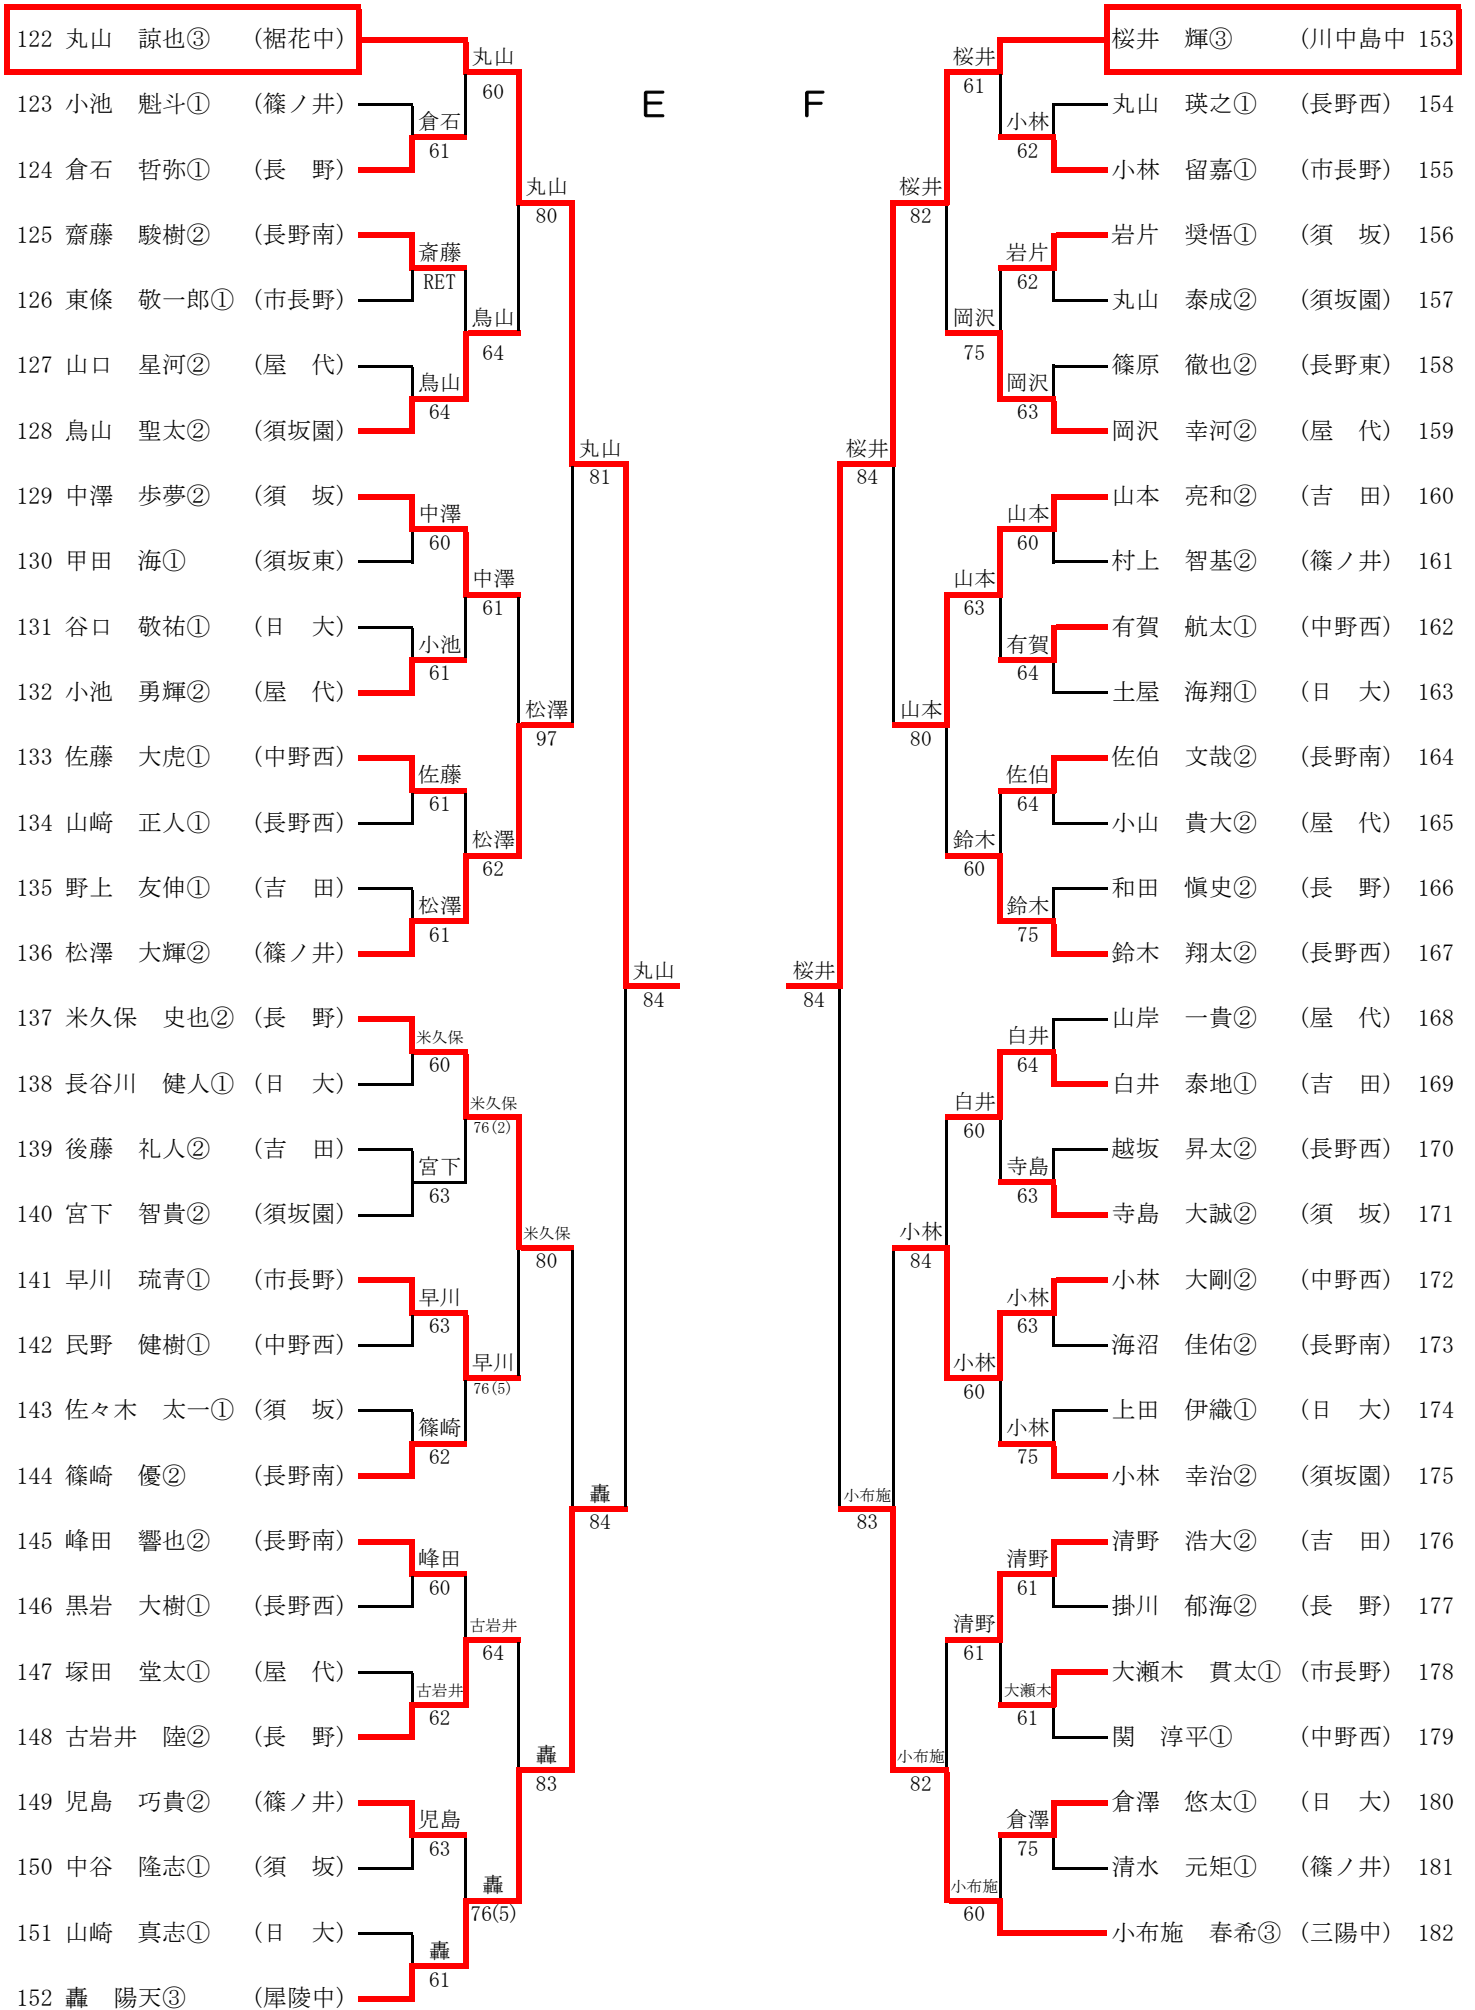 122 丸山　諒也③　(裾花中)
123 小池　魁斗①　(篠ノ井)
124 倉石　哲弥①　(長　野)
125 齋藤　駿樹②　(長野南)
126 東條　敬一郎①　(市長野)
127 山口　星河②　(屋　代)
128 鳥山　聖太②　(須坂園)
129 中澤　歩夢②　(須　坂)
130 甲田　海①　(須坂東)
131 谷口　敬祐①　(日　大)
132 小池　勇輝②　(屋　代)
133 佐藤　大虎①　(中野西)
134 山﨑　正人①　(長野西)
135 野上　友伸①　(吉　田)
136 松澤　大輝②　(篠ノ井)
137 米久保　史也②　(長　野)
138 長谷川　健人①　(日　大)
139 後藤　礼人②　(吉　田)
140 宮下　智貴②　(須坂園)
141 早川　琉青①　(市長野)
142 民野　健樹①　(中野西)
143 佐々木　太一①　(須　坂)
144 篠崎　優②　(長野南)
145 峰田　響也②　(長野南)
146 黒岩　大樹①　(長野西)
147 塚田　堂太①　(屋　代)
148 古岩井　陸②　(長　野)
149 児島　巧貴②　(篠ノ井)
150 中谷　隆志①　(須　坂)
151 山崎　真志①　(日　大)
152 轟　陽天③　(犀陵中)
倉石
61
斎藤
RET
鳥山
64
中澤
60
小池
61
佐藤
61
松澤
61
米久保
60
宮下
63
早川
63
篠崎
62
峰田
60
古岩井
62
児島
63
轟
61
丸山
60
鳥山
64
中澤
61
松澤
62
米久保
76(2)
早川
76(5)
古岩井
64
轟
76(5)
丸山
80
松澤
97
米久保
80
轟
83
丸山
81
轟
84
丸山
84
E
F
桜井
84
桜井
84
小布施
83
桜井
82
山本
80
小林
84
小布施
82
桜井
61
岡沢
75
山本
63
鈴木
60
白井
60
小林
60
清野
61
小布施
60
小林
62
岩片
62
岡沢
63
山本
60
有賀
64
佐伯
64
鈴木
75
白井
64
寺島
63
小林
63
小林
75
清野
61
大瀬木
61
倉澤
75
桜井　輝③　(川中島中 153
丸山　瑛之①　(長野西)　154
小林　留嘉①　(市長野)　155
岩片　奨悟①　(須　坂)　156
丸山　泰成②　(須坂園)　157
篠原　徹也②　(長野東)　158
岡沢　幸河②　(屋　代)　159
山本　亮和②　(吉　田)　160
村上　智基②　(篠ノ井)　161
有賀　航太①　(中野西)　162
土屋　海翔①　(日　大)　163
佐伯　文哉②　(長野南)　164
小山　貴大②　(屋　代)　165
和田　愼史②　(長　野)　166
鈴木　翔太②　(長野西)　167
山岸　一貴②　(屋　代)　168
白井　泰地①　(吉　田)　169
越坂　昇太②　(長野西)　170
寺島　大誠②　(須　坂)　171
小林　大剛②　(中野西)　172
海沼　佳佑②　(長野南)　173
上田　伊織①　(日　大)　174
小林　幸治②　(須坂園)　175
清野　浩大②　(吉　田)　176
掛川　郁海②　(長　野)　177
大瀬木　貫太①　(市長野)　178
関　淳平①　(中野西)　179
倉澤　悠太①　(日　大)　180
清水　元矩①　(篠ノ井)　181
小布施　春希③　(三陽中)　182